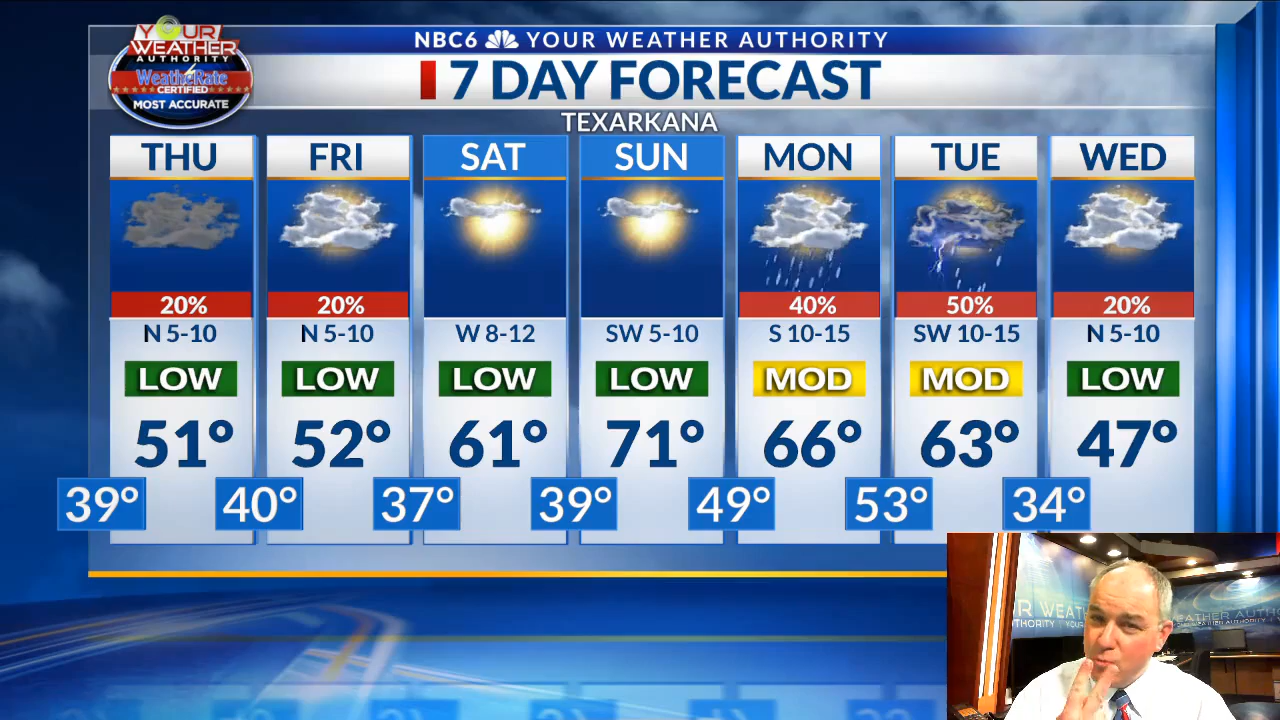 YOUR
WEATHER
AUTHORITY
WeatheRate
CERTIFIED
MOST ACCURATE
NBC6 YOUR WEATHER AUTHORITY
7 DAY FORECAST
TEXARKANA
THU FRI SAT SUN MON TUE WED
20% 20% 40% 50% 20%
N 5-10 N 5-10 W 8-12 SW 5-10 S 10-15 SW 10-15 N 5-10
LOW LOW LOW LOW MOD MOD LOW
51° 52° 61° 71° 66° 63° 47°
39° 40° 37° 39° 49° 53° 34°
WEATHER AUTHO
AUTHORITY